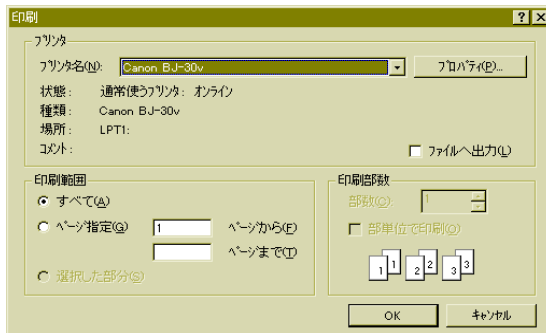 印刷
プリンタ
プリンタ名(N): Canon BJ-30v プロパティ(P)...
状態: 通常使うプリンタ: オンライン
種類: Canon BJ-30v
場所: LPT1:
コメント: ファイルへ出力(L)
印刷範囲
すべて(A)
ページ指定(G) 1 ページから(F)
ページまで(T)
選択した部分(S)
印刷部数
部数(C): 1
部単位で印刷(O)
1 1 2 2 3 3
OK キャンセル